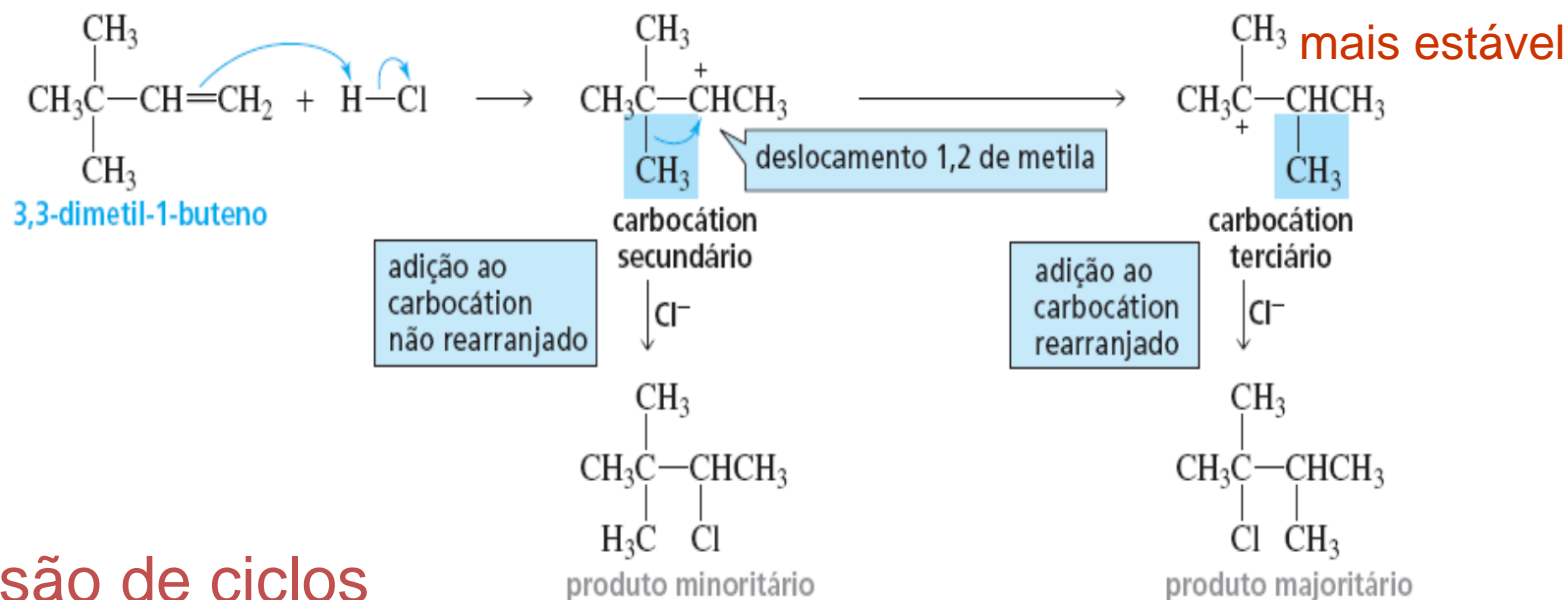 CH₃ CH₃ CH₃ mais estável
CH₃C—CH=CH₂ + H—Cl ⟶ CH₃C—CHCH₃ ⟶ CH₃C—CHCH₃
+ +
CH₃ CH₃ deslocamento 1,2 de metila CH₃
3,3-dimetil-1-buteno
carbocátion
secundário
carbocátion
terciário
adição ao
carbocátion
não rearranjado
Cl⁻
adição ao
carbocátion
rearranjado
Cl⁻
CH₃ CH₃
CH₃C—CHCH₃ CH₃C—CHCH₃
H₃C Cl Cl CH₃
produto minoritário produto majoritário
são de ciclos